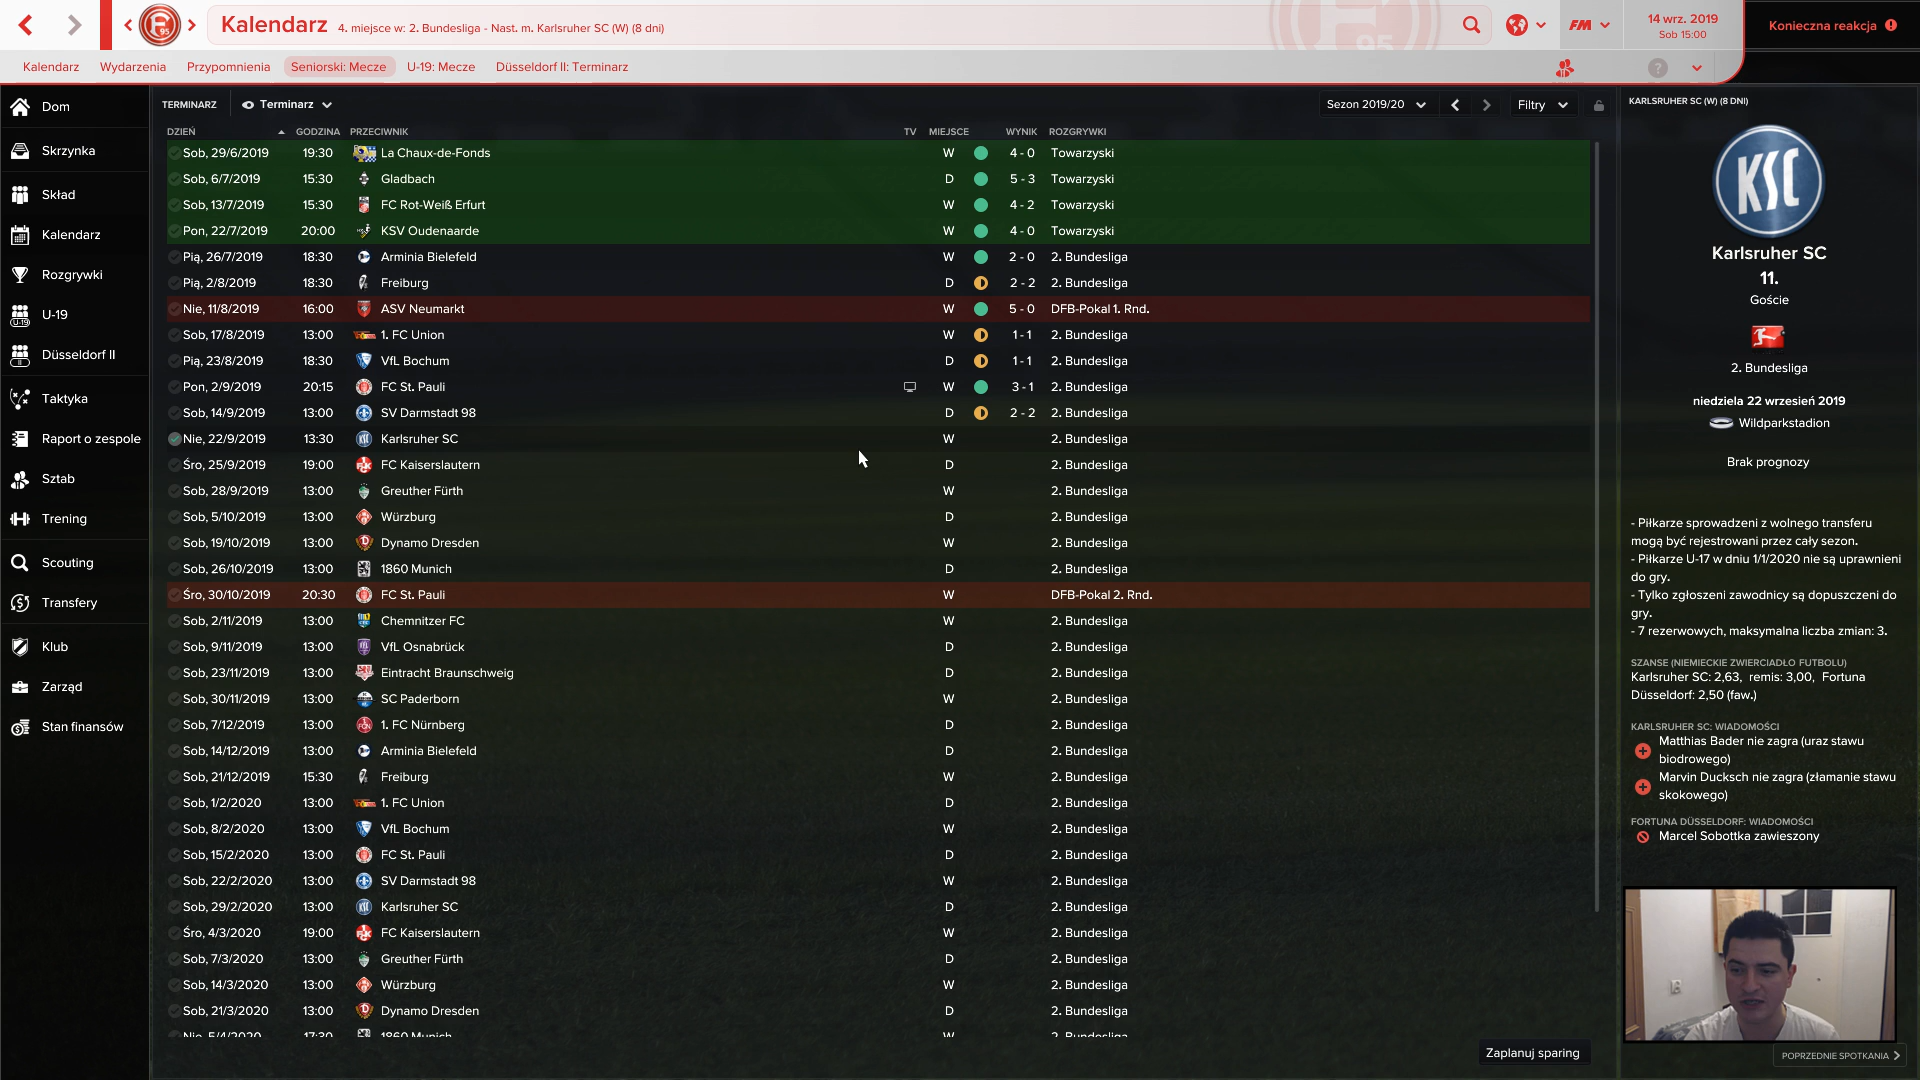 Kalendarz
4. miejsce w: 2. Bundesliga - Nast. m. Karlsruher SC (W) (8 dni)
FM
14 wrz. 2019
Sob 15:00
Konieczna reakcja
Kalendarz
Wydarzenia
Przypomnienia
Seniorski: Mecze
U-19: Mecze
Düsseldorf II: Terminarz
Dom
Skrzynka
Skład
Kalendarz
Rozgrywki
U-19
Düsseldorf II
Taktyka
Raport o zespole
Sztab
Trening
Scouting
Transfery
Klub
Zarząd
Stan finansów
TERMINARZ Terminarz Sezon 2019/20 Filtry
DZIEŃ GODZINA PRZECIWNIK TV MIEJSCE WYNIK ROZGRYWKI
Sob, 29/6/2019 19:30 La Chaux-de-Fonds W 4 - 0 Towarzyski
Sob, 6/7/2019 15:30 Gladbach D 5 - 3 Towarzyski
Sob, 13/7/2019 15:30 FC Rot-Weiß Erfurt W 4 - 2 Towarzyski
Pon, 22/7/2019 20:00 KSV Oudenaarde W 4 - 0 Towarzyski
Pią, 26/7/2019 18:30 Arminia Bielefeld W 2 - 0 2. Bundesliga
Pią, 2/8/2019 18:30 Freiburg D 2 - 2 2. Bundesliga
Nie, 11/8/2019 16:00 ASV Neumarkt W 5 - 0 DFB-Pokal 1. Rnd.
Sob, 17/8/2019 13:00 1. FC Union W 1 - 1 2. Bundesliga
Pią, 23/8/2019 18:30 VfL Bochum D 1 - 1 2. Bundesliga
Pon, 2/9/2019 20:15 FC St. Pauli W 3 - 1 2. Bundesliga
Sob, 14/9/2019 13:00 SV Darmstadt 98 D 2 - 2 2. Bundesliga
Nie, 22/9/2019 13:30 Karlsruher SC W 2. Bundesliga
Śro, 25/9/2019 19:00 FC Kaiserslautern D 2. Bundesliga
Sob, 28/9/2019 13:00 Greuther Fürth W 2. Bundesliga
Sob, 5/10/2019 13:00 Würzburg D 2. Bundesliga
Sob, 19/10/2019 13:00 Dynamo Dresden W 2. Bundesliga
Sob, 26/10/2019 13:00 1860 Munich D 2. Bundesliga
Śro, 30/10/2019 20:30 FC St. Pauli W DFB-Pokal 2. Rnd.
Sob, 2/11/2019 13:00 Chemnitzer FC W 2. Bundesliga
Sob, 9/11/2019 13:00 VfL Osnabrück D 2. Bundesliga
Sob, 23/11/2019 13:00 Eintracht Braunschweig D 2. Bundesliga
Sob, 30/11/2019 13:00 SC Paderborn W 2. Bundesliga
Sob, 7/12/2019 13:00 1. FC Nürnberg D 2. Bundesliga
Sob, 14/12/2019 13:00 Arminia Bielefeld D 2. Bundesliga
Sob, 21/12/2019 15:30 Freiburg W 2. Bundesliga
Sob, 1/2/2020 13:00 1. FC Union D 2. Bundesliga
Sob, 8/2/2020 13:00 VfL Bochum W 2. Bundesliga
Sob, 15/2/2020 13:00 FC St. Pauli D 2. Bundesliga
Sob, 22/2/2020 13:00 SV Darmstadt 98 W 2. Bundesliga
Sob, 29/2/2020 13:00 Karlsruher SC D 2. Bundesliga
Śro, 4/3/2020 19:00 FC Kaiserslautern W 2. Bundesliga
Sob, 7/3/2020 13:00 Greuther Fürth D 2. Bundesliga
Sob, 14/3/2020 13:00 Würzburg W 2. Bundesliga
Sob, 21/3/2020 13:00 Dynamo Dresden D 2. Bundesliga
Nie, 5/4/2020 17:30 1860 Munich W 2. Bundesliga
Zaplanuj sparing
KARLSRUHER SC (W) (8 DNI)
KSC
Karlsruher SC
11.
Goście
2. Bundesliga
niedziela 22 wrzesień 2019
Wildparkstadion
Brak prognozy
- Piłkarze sprowadzeni z wolnego transferu
mogą być rejestrowani przez cały sezon.
- Piłkarze U-17 w dniu 1/1/2020 nie są uprawnieni
do gry.
- Tylko zgłoszeni zawodnicy są dopuszczeni do
gry.
- 7 rezerwowych, maksymalna liczba zmian: 3.
SZANSE (NIEMIECKIE ZWIERCIADŁO FUTBOLU)
Karlsruher SC: 2,63, remis: 3,00, Fortuna
Düsseldorf: 2,50 (faw.)
KARLSRUHER SC: WIADOMOŚCI
Matthias Bader nie zagra (uraz stawu
biodrowego)
Marvin Ducksch nie zagra (złamanie stawu
skokowego)
FORTUNA DÜSSELDORF: WIADOMOŚCI
Marcel Sobottka zawieszony
POPRZEDNIE SPOTKANIA